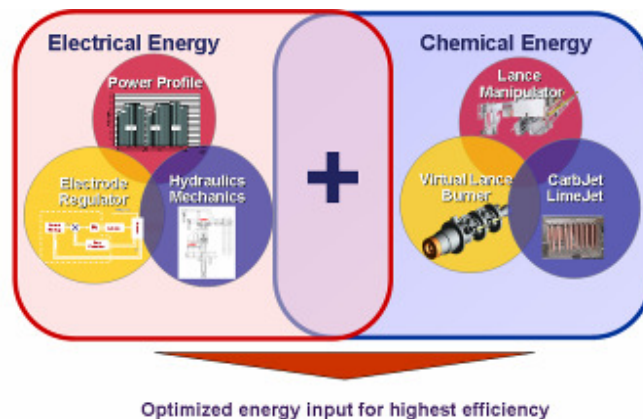 Electrical Energy
Chemical Energy
Power Profile
Lance
Manipulator
Electrode
Regulator
Hydraulics
Mechanics
+
Virtual Lance
Burner
CarbJet
LimeJet
Optimized energy input for highest efficiency